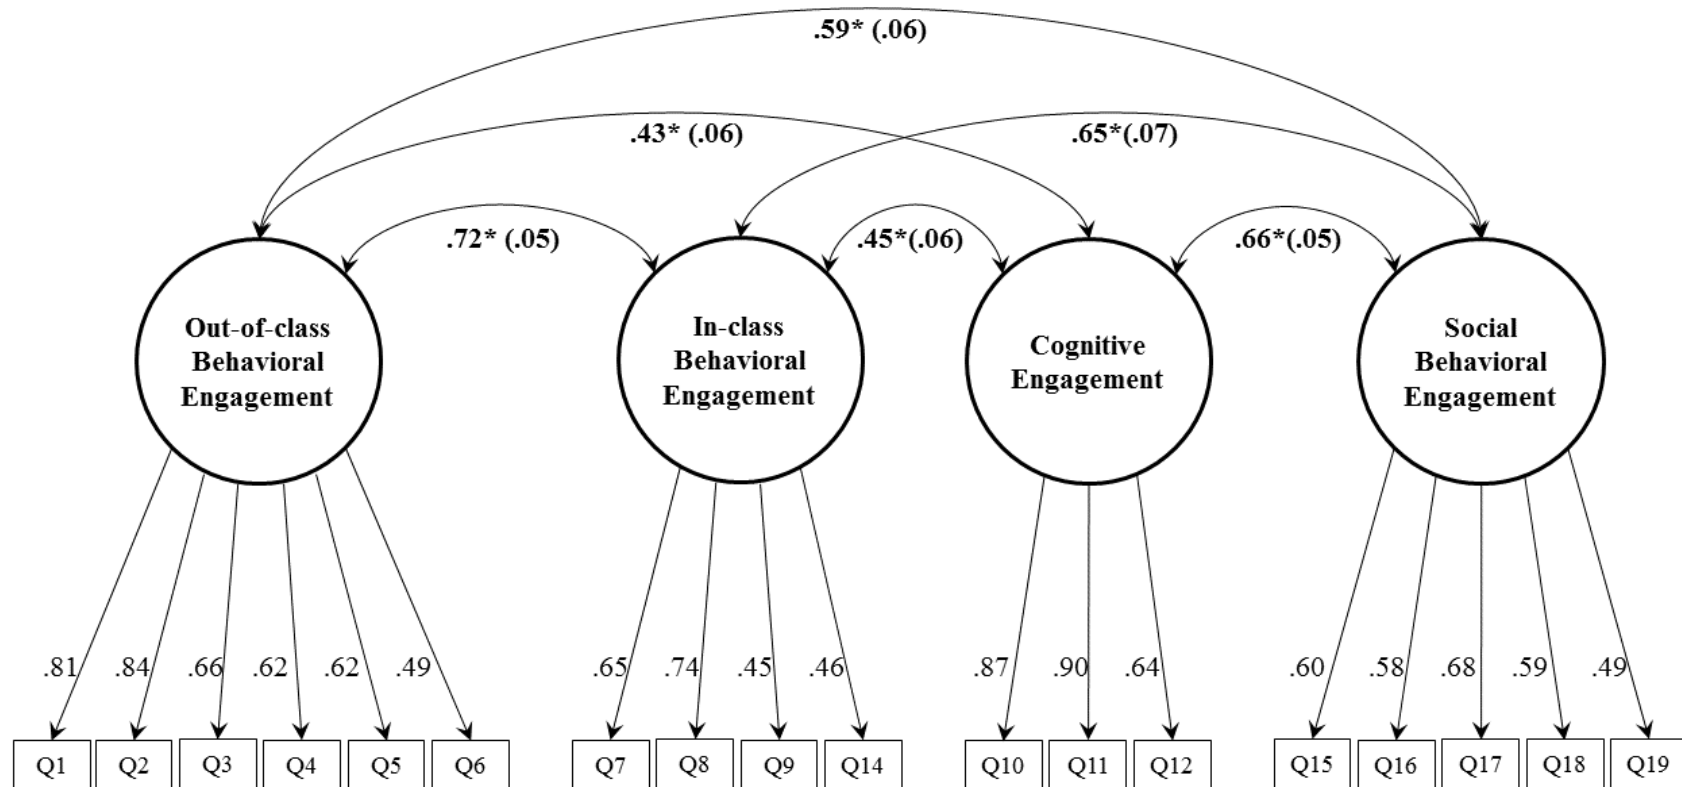 .59* (.06)
.43* (.06)
.65*(.07)
.72* (.05)
.45*(.06)
.66*(.05)
Out-of-class
Behavioral
Engagement
In-class
Behavioral
Engagement
Cognitive
Engagement
Social
Behavioral
Engagement
.81 .84 .66 .62 .62 .49
.65 .74 .45 .46
.87 .90 .64
.60 .58 .68 .59 .49
Q1 Q2 Q3 Q4 Q5 Q6
Q7 Q8 Q9 Q14
Q10 Q11 Q12
Q15 Q16 Q17 Q18 Q19